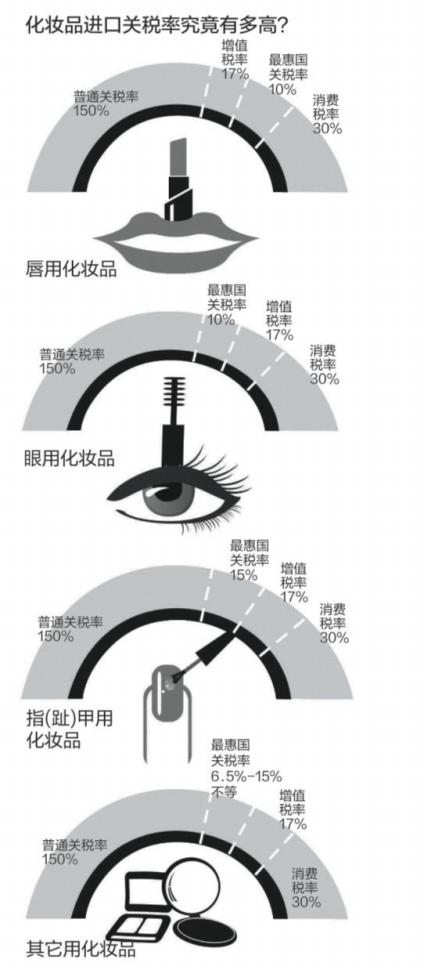 化妆品进口关税率究竟有多高?
普通关税率
150%
增值
税率
17%
最惠国
关税率
10%
消费
税率
30%
唇用化妆品
普通关税率
150%
最惠国
关税率
10%
增值
税率
17%
消费
税率
30%
眼用化妆品
普通关税率
150%
最惠国
关税率
15%
增值
税率
17%
消费
税率
30%
指(趾)甲用
化妆品
普通关税率
150%
最惠国
关税率
6.5%-15%
不等
增值
税率
17%
消费
税率
30%
其它用化妆品